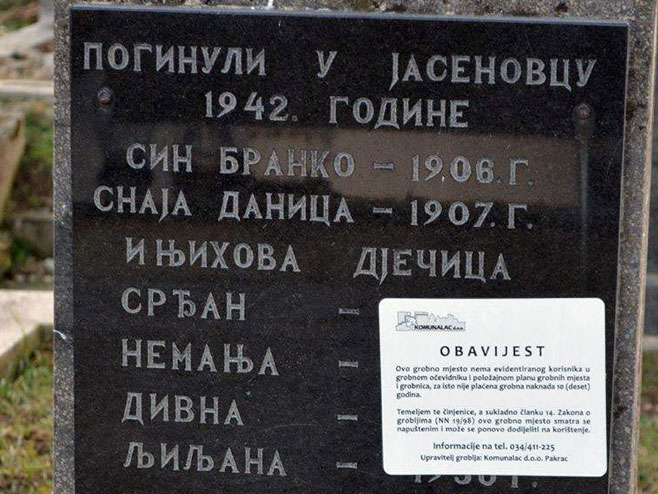 ПОГИНУЛИ У ЈАСЕНОВЦУ
1942. ГОДИНЕ
СИН БРАНКО – 1906. Г.
СНАЈА ДАНИЦА – 1907. Г.
И ЊИХОВА ДЈЕЧИЦА
СРЂАН –
НЕМАЊА –
ДИВНА –
ЉИЉАНА –
KOMUNALAC d.o.o.
OBAVIJEST
Ovo grobno mjesto nema evidentiranog korisnika u
grobnom očevidniku i položajnom planu grobnih mjesta
i grobnica, za isto nije plaćena grobna naknada 10 (deset)
godina.
Temeljem te činjenice, a sukladno članku 14. Zakona o
grobljima (NN 19/98) ovo grobno mjesto smatra se
napuštenim i može se ponovo dodijeliti na korištenje.
Informacije na tel. 034/411-225
Upravitelj groblja: Komunalac d.o.o. Pakrac